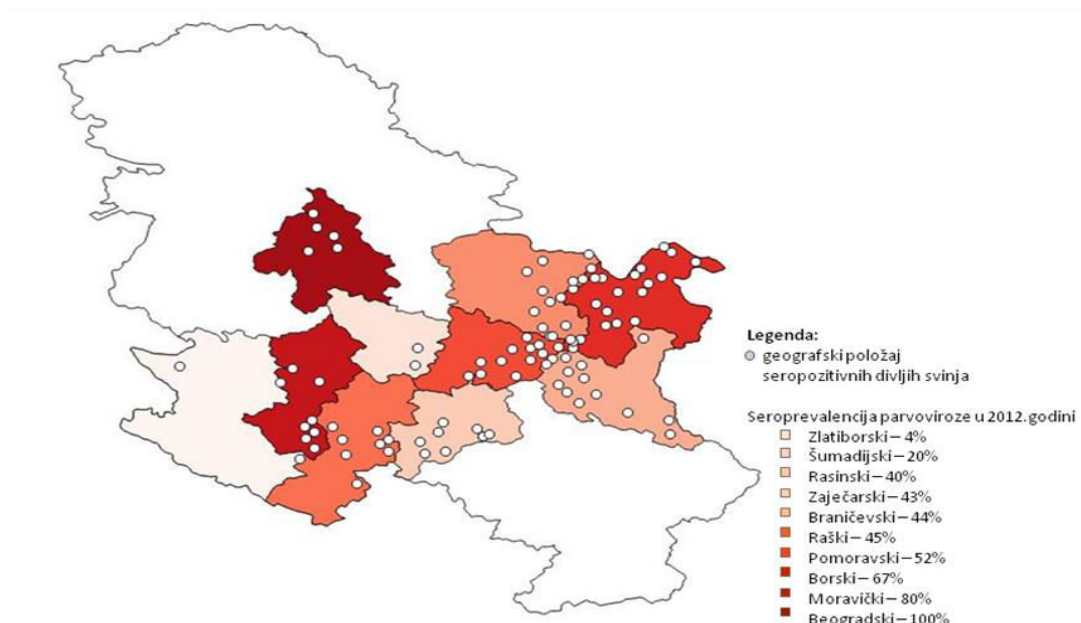 Legenda:
geografski položaj
seropozitivnih divljih svinja
Seroprevalencija parvoviroze u 2012.godini
Zlatiborski – 4%
Šumadijski – 20%
Rasinski – 40%
Zaječarski – 43%
Braničevski – 44%
Raški – 45%
Pomoravski – 52%
Borski – 67%
Moravički – 80%
Beogradski – 100%